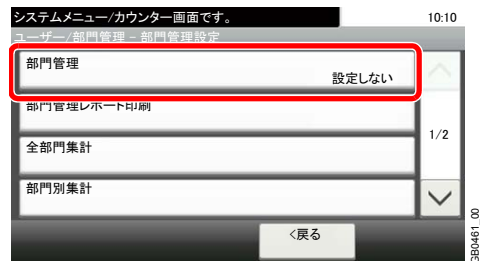 システムメニュー/カウンター画面です。 10:10
ユーザー/部門管理 - 部門管理設定
部門管理
設定しない
部門管理レポート印刷
1/2
全部門集計
部門別集計
<戻る
GB0461_00